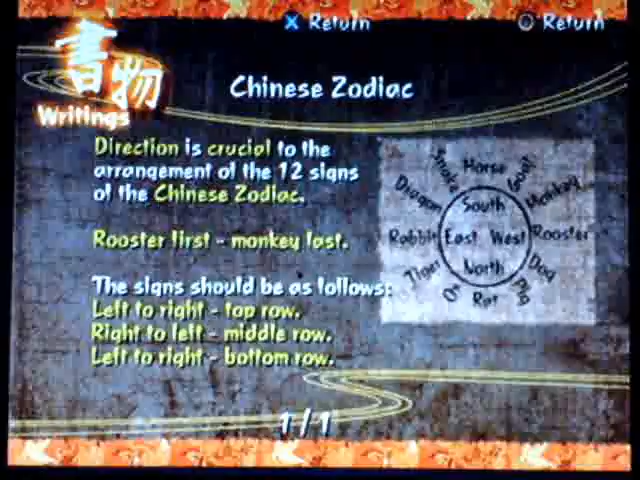 X Return
O Return
書物
Writings
Chinese Zodiac
Direction is crucial to the
arrangement of the 12 signs
of the Chinese Zodiac.
Rooster first - monkey last.
The signs should be as follows:
Left to right - top row.
Right to left - middle row.
Left to right - bottom row.
Snake Horse Goat
Dragon South Monkey
Rabbit East West Rooster
Tiger North Dog
Ox Rat Pig
1/1